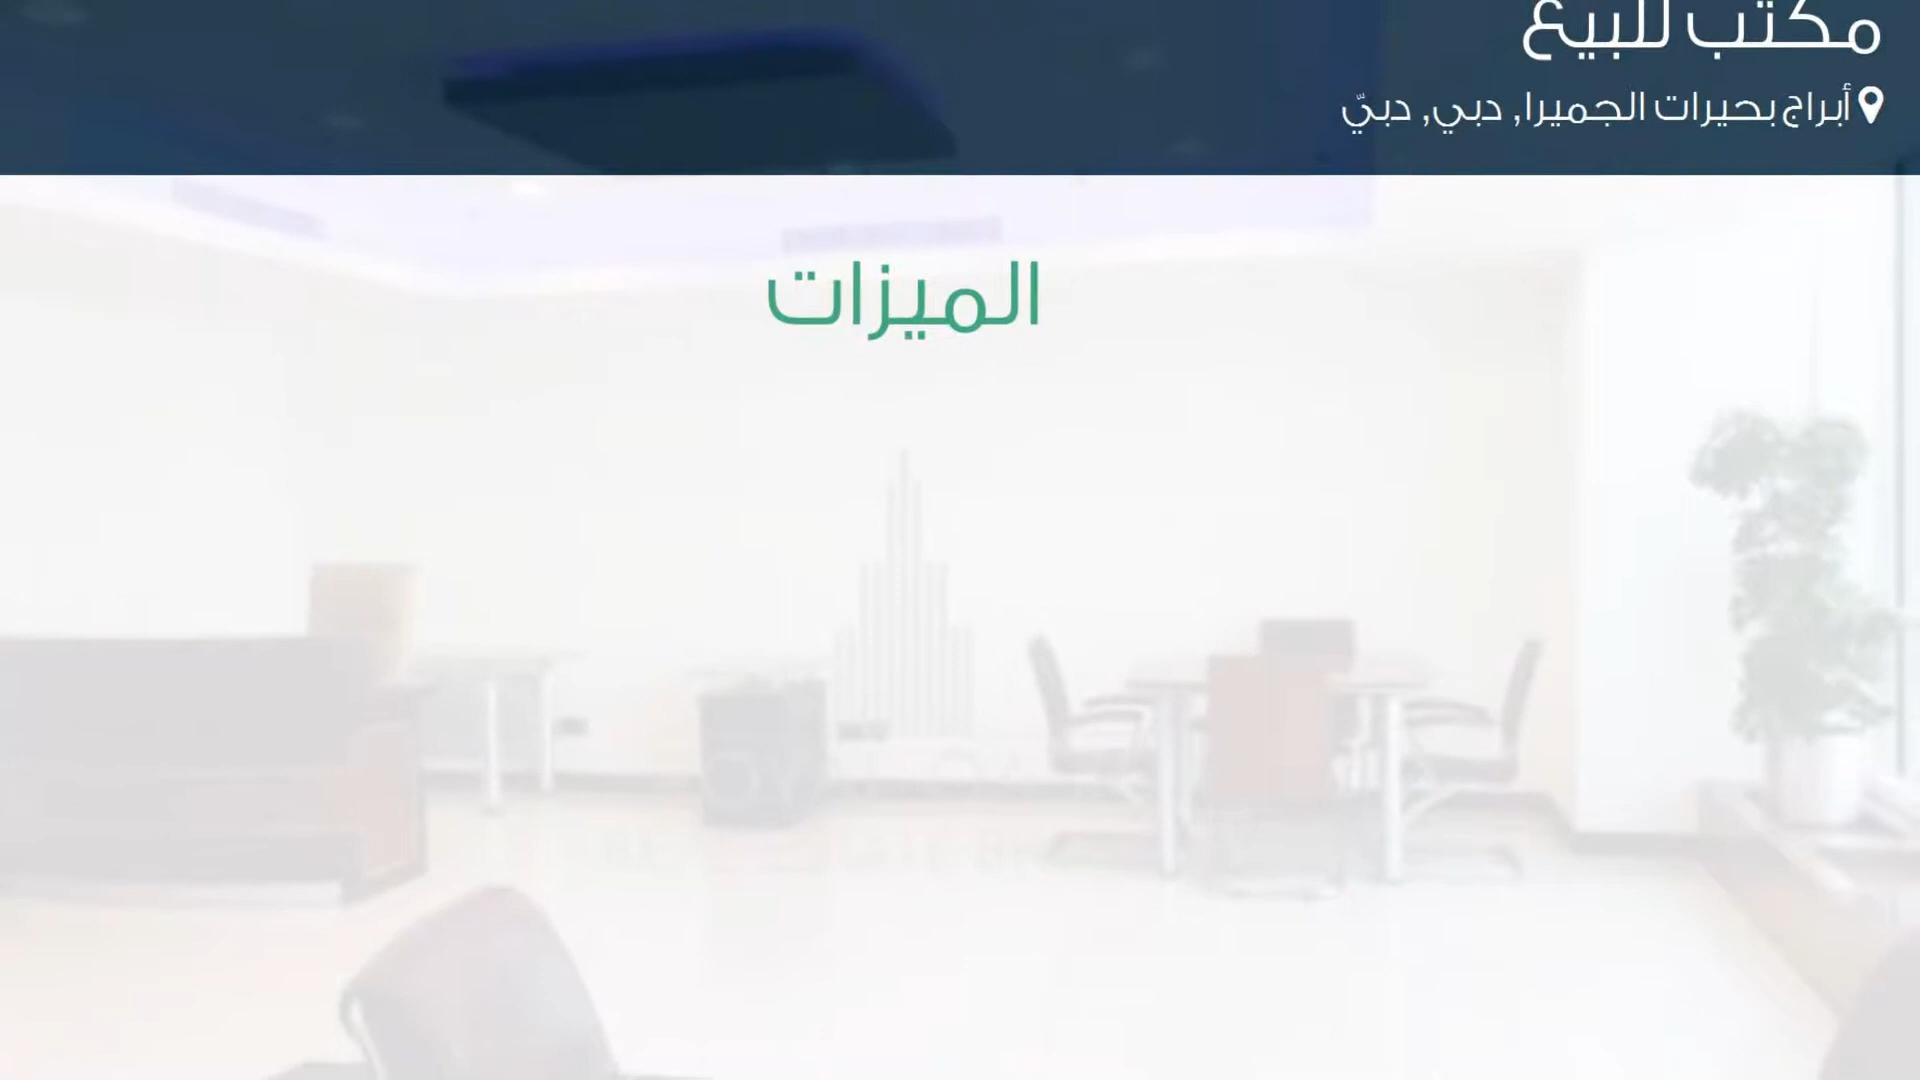 مكتب للبيع
أبراج بحيرات الجميرا, دبي, دبيّ
الميزات